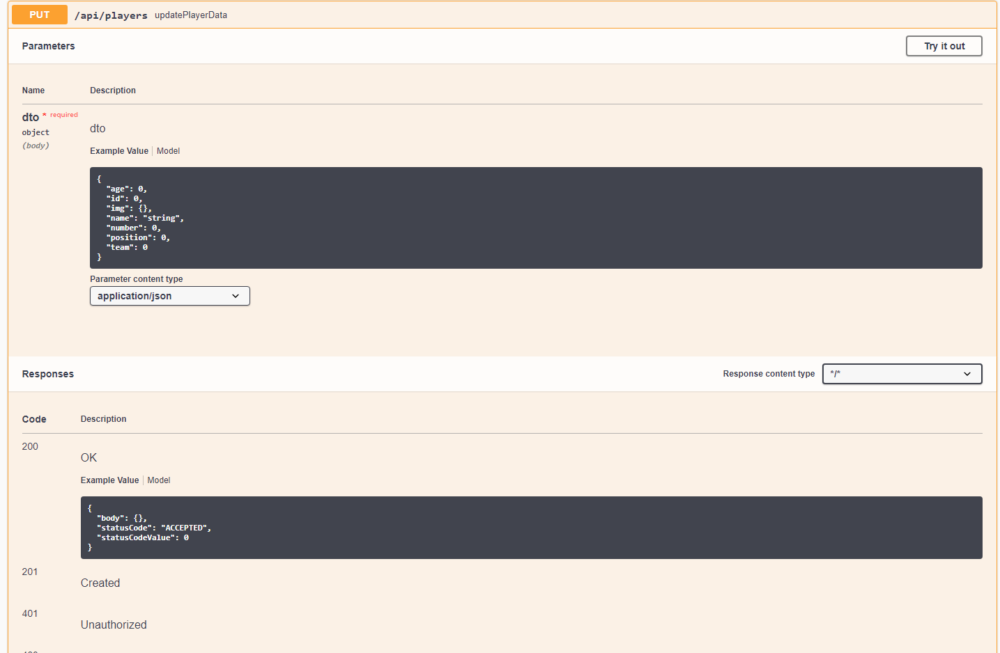 PUT /api/players updatePlayerData
Parameters
Try it out
Name Description
dto * required
object
(body)
dto
Example Value Model
{
"age": 0,
"id": 0,
"img": {},
"name": "string",
"number": 0,
"position": 0,
"team": 0
}
Parameter content type
application/json
Responses
Response content type */*
Code Description
200
OK
Example Value Model
{
"body": {},
"statusCode": "ACCEPTED",
"statusCodeValue": 0
}
201
Created
401
Unauthorized